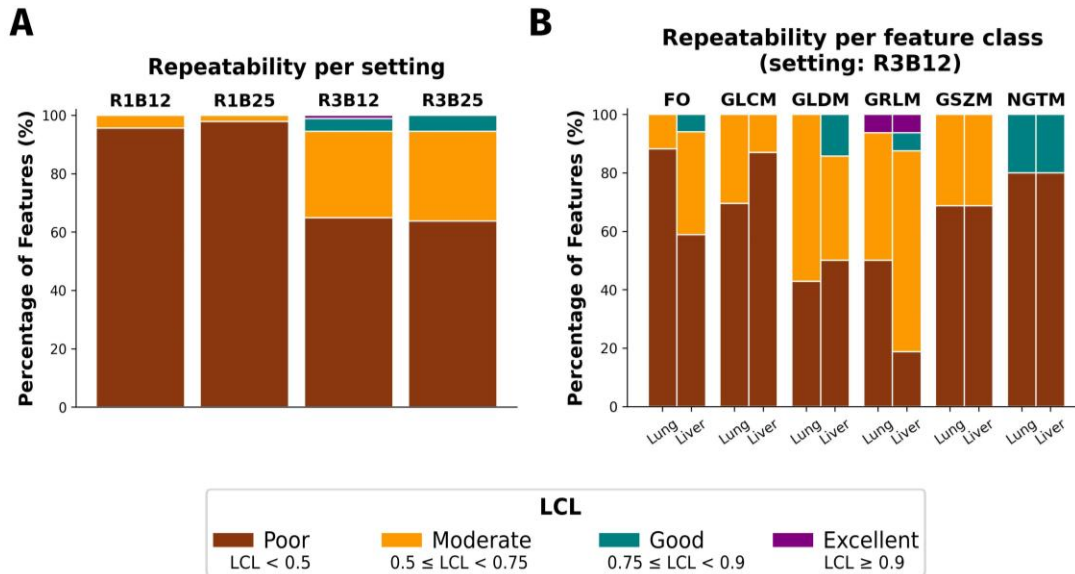 A
Repeatability per setting
R1B12 R1B25 R3B12 R3B25
Percentage of Features (%)
100
80
60
40
20
0
B
Repeatability per feature class
(setting: R3B12)
FO GLCM GLDM GRLM GSZM NGTM
Percentage of Features (%)
100
80
60
40
20
0
Lung Liver Lung Liver Lung Liver Lung Liver Lung Liver Lung Liver
LCL
Poor Moderate Good Excellent
LCL < 0.5 0.5 ≤ LCL < 0.75 0.75 ≤ LCL < 0.9 LCL ≥ 0.9